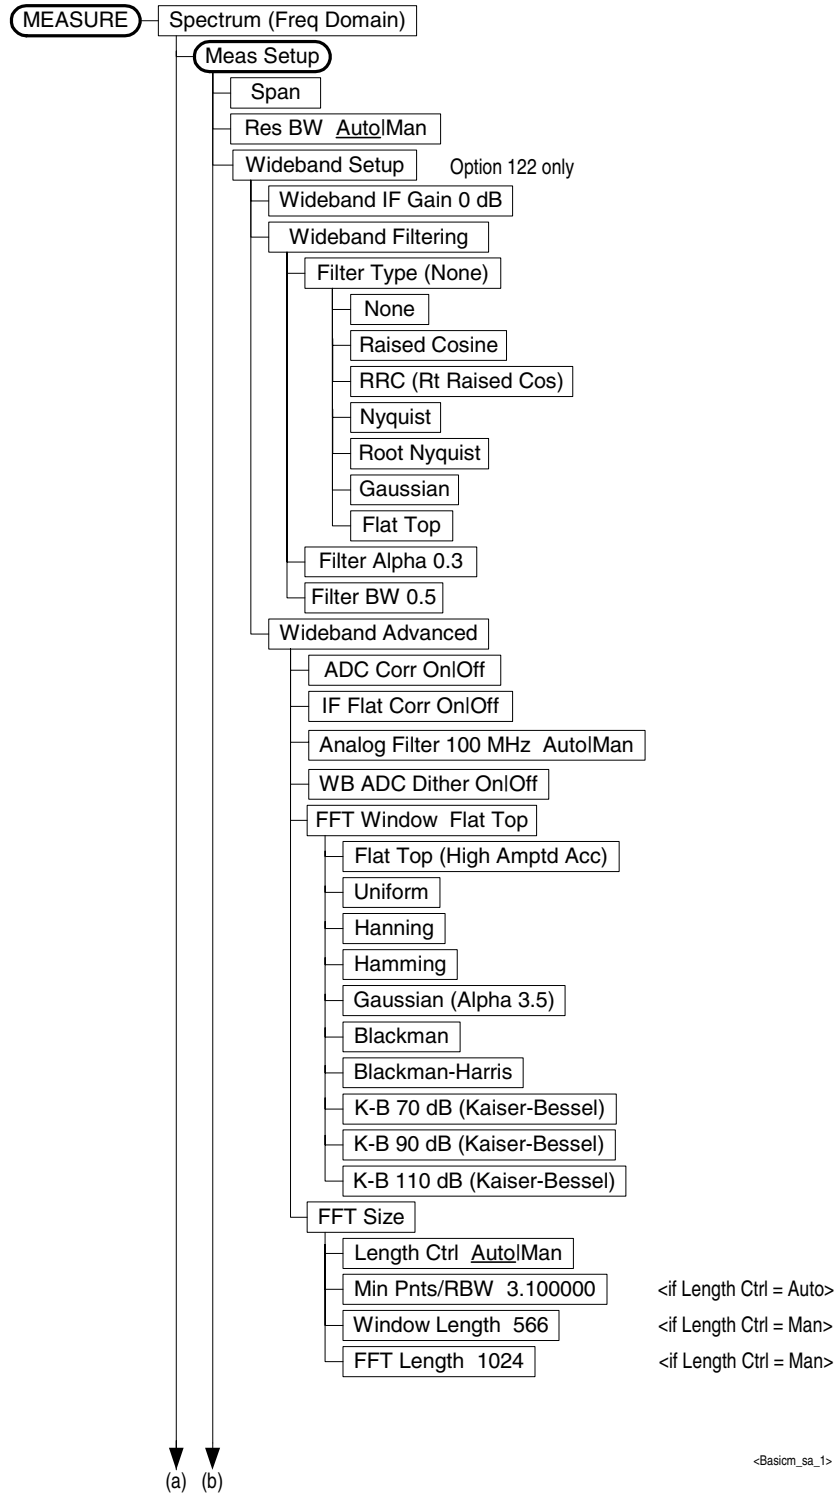 MEASURE Spectrum (Freq Domain)
Meas Setup
Span
Res BW Auto|Man
Wideband Setup Option 122 only
Wideband IF Gain 0 dB
Wideband Filtering
Filter Type (None)
None
Raised Cosine
RRC (Rt Raised Cos)
Nyquist
Root Nyquist
Gaussian
Flat Top
Filter Alpha 0.3
Filter BW 0.5
Wideband Advanced
ADC Corr On|Off
IF Flat Corr On|Off
Analog Filter 100 MHz Auto|Man
WB ADC Dither On|Off
FFT Window Flat Top
Flat Top (High Amptd Acc)
Uniform
Hanning
Hamming
Gaussian (Alpha 3.5)
Blackman
Blackman-Harris
K-B 70 dB (Kaiser-Bessel)
K-B 90 dB (Kaiser-Bessel)
K-B 110 dB (Kaiser-Bessel)
FFT Size
Length Ctrl Auto|Man
Min Pnts/RBW 3.100000 <if Length Ctrl = Auto>
Window Length 566 <if Length Ctrl = Man>
FFT Length 1024 <if Length Ctrl = Man>
<Basicm_sa_1>
(a) (b)